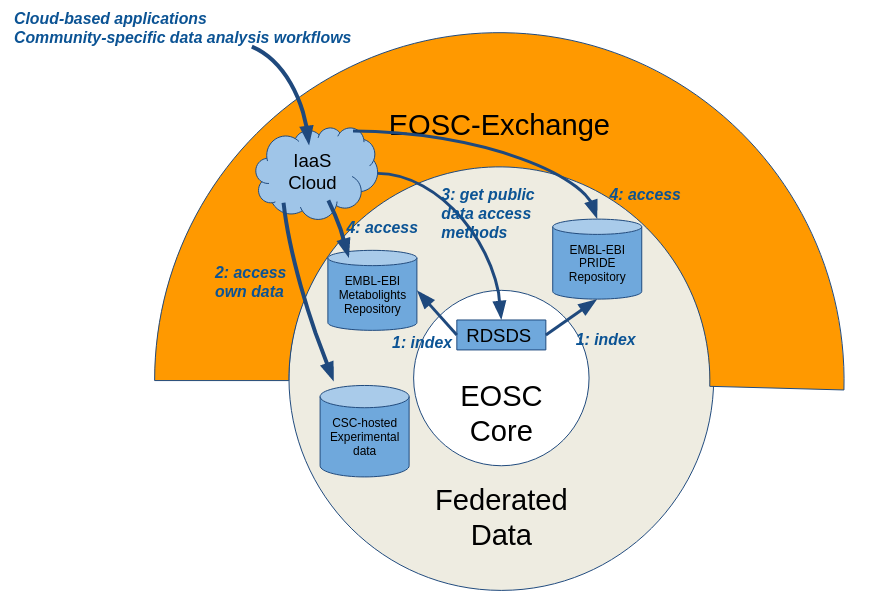 Cloud-based applications
Community-specific data analysis workflows
EOSC-Exchange
IaaS
Cloud
3: get public
data access
methods
4: access
4: access
EMBL-EBI
PRIDE
Repository
2: access
own data
EMBL-EBI
Metabolights
Repository
1: index
RDSDS
1: index
EOSC
Core
CSC-hosted
Experimental
data
Federated
Data